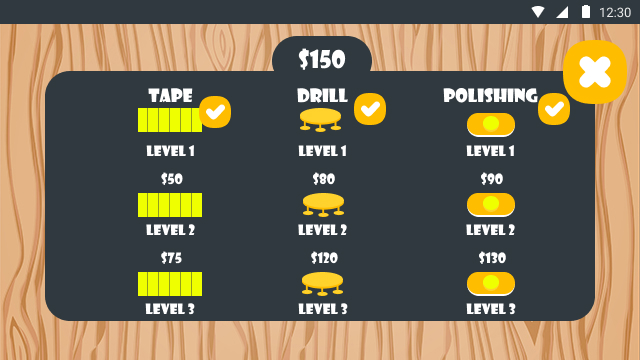 12:30
$150
TAPE DRILL POLISHING
LEVEL 1 LEVEL 1 LEVEL 1
$50 $80 $90
LEVEL 2 LEVEL 2 LEVEL 2
$75 $120 $130
LEVEL 3 LEVEL 3 LEVEL 3